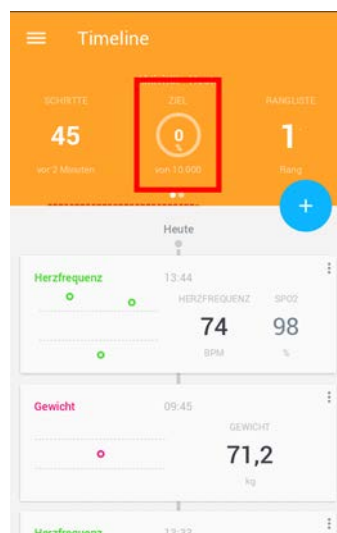 Timeline
SCHRITTE
ZIEL
RANGLISTE
45
0
%
1
vor 2 Minuten
von 10.000
Rang
+
Heute
Herzfrequenz
13:44
HERZFREQUENZ
SPO2
74
98
BPM
%
Gewicht
09:45
GEWICHT
71,2
kg
Herzfrequenz
13:33